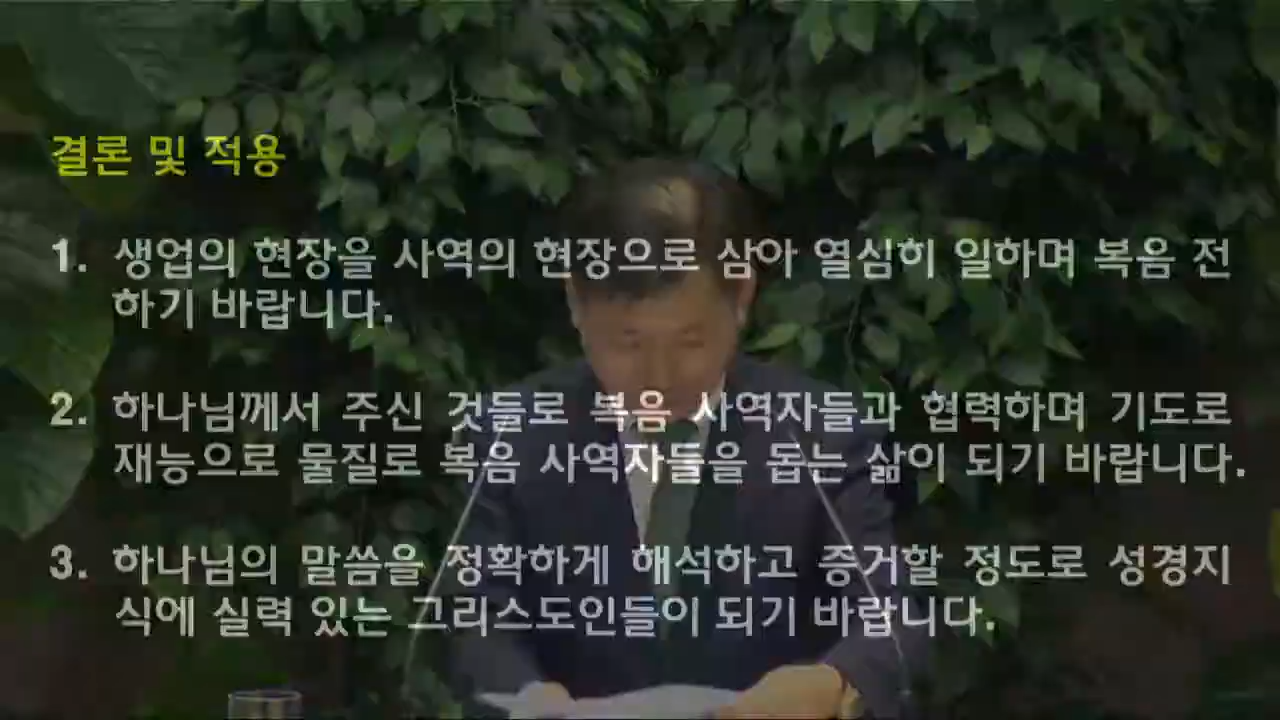 결론 및 적용
1. 생업의 현장을 사역의 현장으로 삼아 열심히 일하며 복음 전
하기 바랍니다.
2. 하나님께서 주신 것들로 복음 사역자들과 협력하며 기도로
재능으로 물질로 복음 사역자들을 돕는 삶이 되기 바랍니다.
3. 하나님의 말씀을 정확하게 해석하고 증거할 정도로 성경지
식에 실력 있는 그리스도인들이 되기 바랍니다.